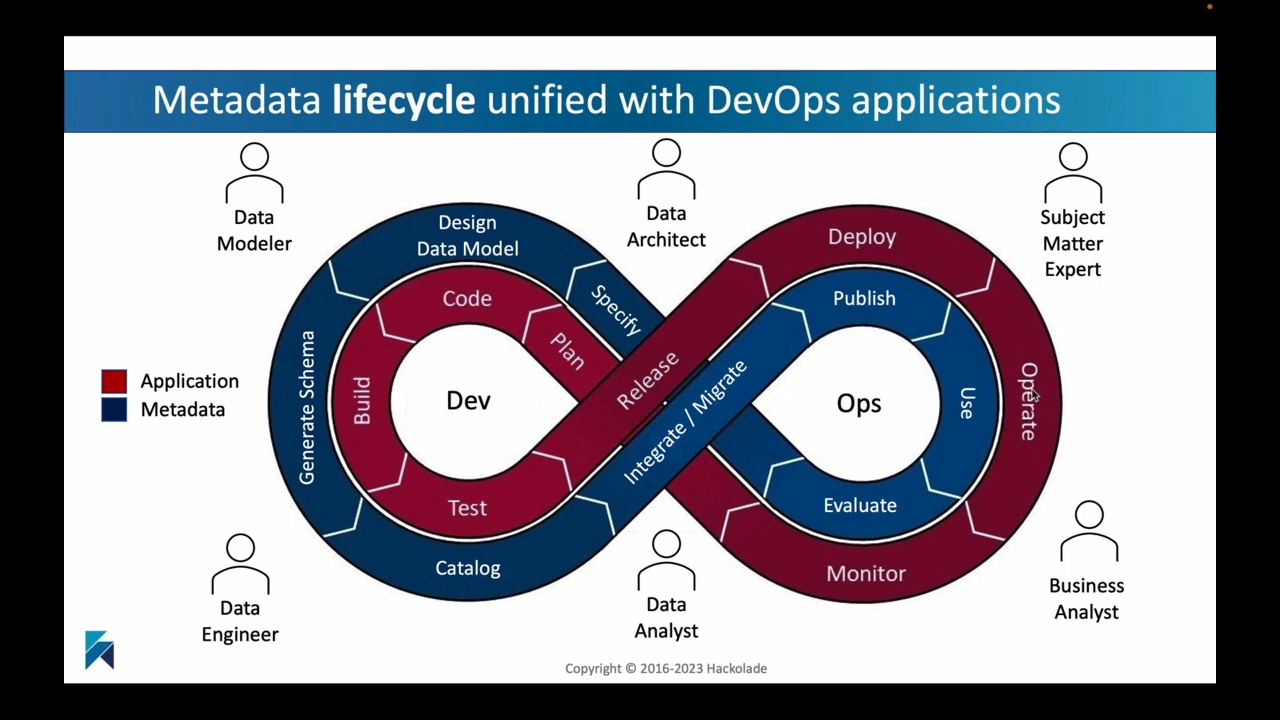 Metadata lifecycle unified with DevOps applications
Data
Modeler
Data
Architect
Subject
Matter
Expert
Design
Data Model
Specify
Generate Schema
Catalog
Integrate / Migrate
Publish
Use
Evaluate
Plan
Code
Build
Test
Release
Deploy
Operate
Monitor
Dev
Ops
Application
Metadata
Data
Engineer
Data
Analyst
Business
Analyst
Copyright © 2016-2023 Hackolade